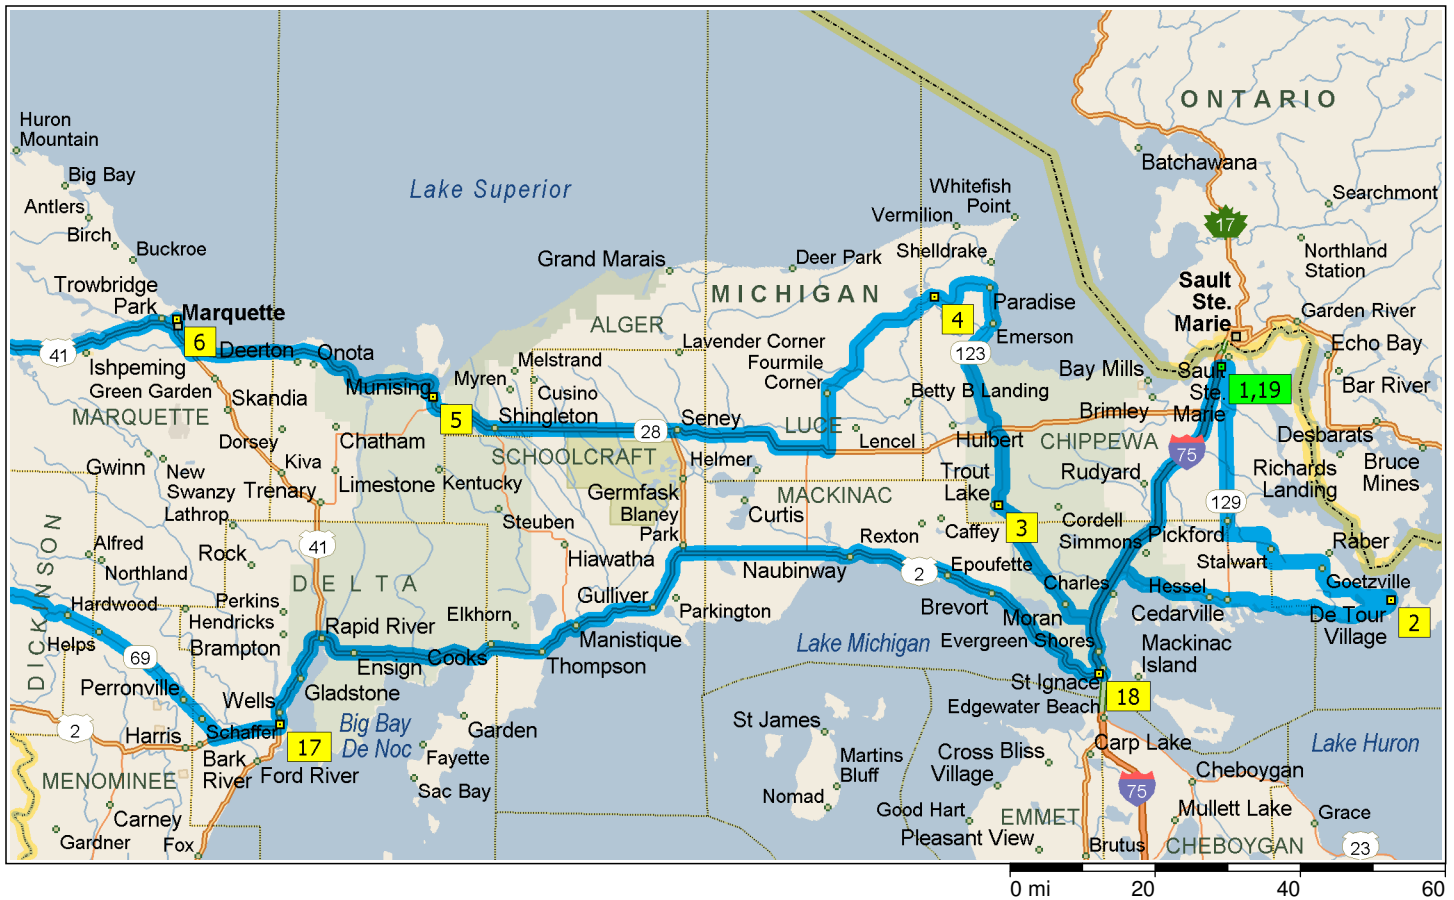 Huron
Mountain
Big Bay
Antlers
Birch
Buckroe
Trowbridge
Park
Marquette
6
41
Ishpeming
Green Garden
MARQUETTE
Deerton
Onota
Skandia
Munising
5
Dorsey
Chatham
Kiva
Gwinn
New
Swanzy
Trenary
Limestone
Lathrop
Kentucky
Lake Superior
Grand Marais
Deer Park
MICHIGAN
ALGER
Melstrand
Myren
Cusino
Shingleton
28
Seney
SCHOOLCRAFT
Lavender Corner
Fourmile
Corner
LUCE
Lencel
Helmer
Germfask
Blaney
Park
Curtis
MACKINAC
Steuben
Hiawatha
Whitefish
Point
Vermilion
Shelldrake
Paradise
4
Emerson
123
Betty B Landing
Hulbert
Trout
Lake
3
Caffey
Rexton
ONTARIO
Batchawana
Searchmont
17
Northland
Station
Sault
Ste.
Marie
Garden River
Echo Bay
Bay Mills
Sault
Ste.
Marie
1,19
Bar River
Brimley
CHIPPEWA
75
Desbarats
Rudyard
Richards
Landing
Bruce
Mines
129
Cordell
Simmons
Pickford
Stalwart
Raber
Goetzville
Hessel
Cedarville
De Tour
Village
2
DICKINSON
Alfred
Northland
Rock
41
DELTA
Hardwood
Perkins
Hendricks
Helps
Brampton
Rapid River
69
Elkhorn
Gulliver
Parkington
Manistique
Cooks
Ensign
Thompson
Perronville
Wells
Gladstone
2
Harris
Schaffer
17
Big Bay
De Noc
Bark
River
Ford River
MENOMINEE
Carney
Gardner
Fox
Garden
Fayette
Sac Bay
Naubinway
2
Epoufette
Brevort
Charles
Moran
Evergreen Shores
Lake Michigan
Mackinac
Island
St Ignace
18
Edgewater Beach
St James
Martins
Bluff
Nomad
Cross Bliss
Village
Carp Lake
Lake Huron
75
Cheboygan
Good Hart
EMMET
Mullett Lake
Grace
Pleasant View
Brutus
CHEBOYGAN
23
0 mi
20
40
60